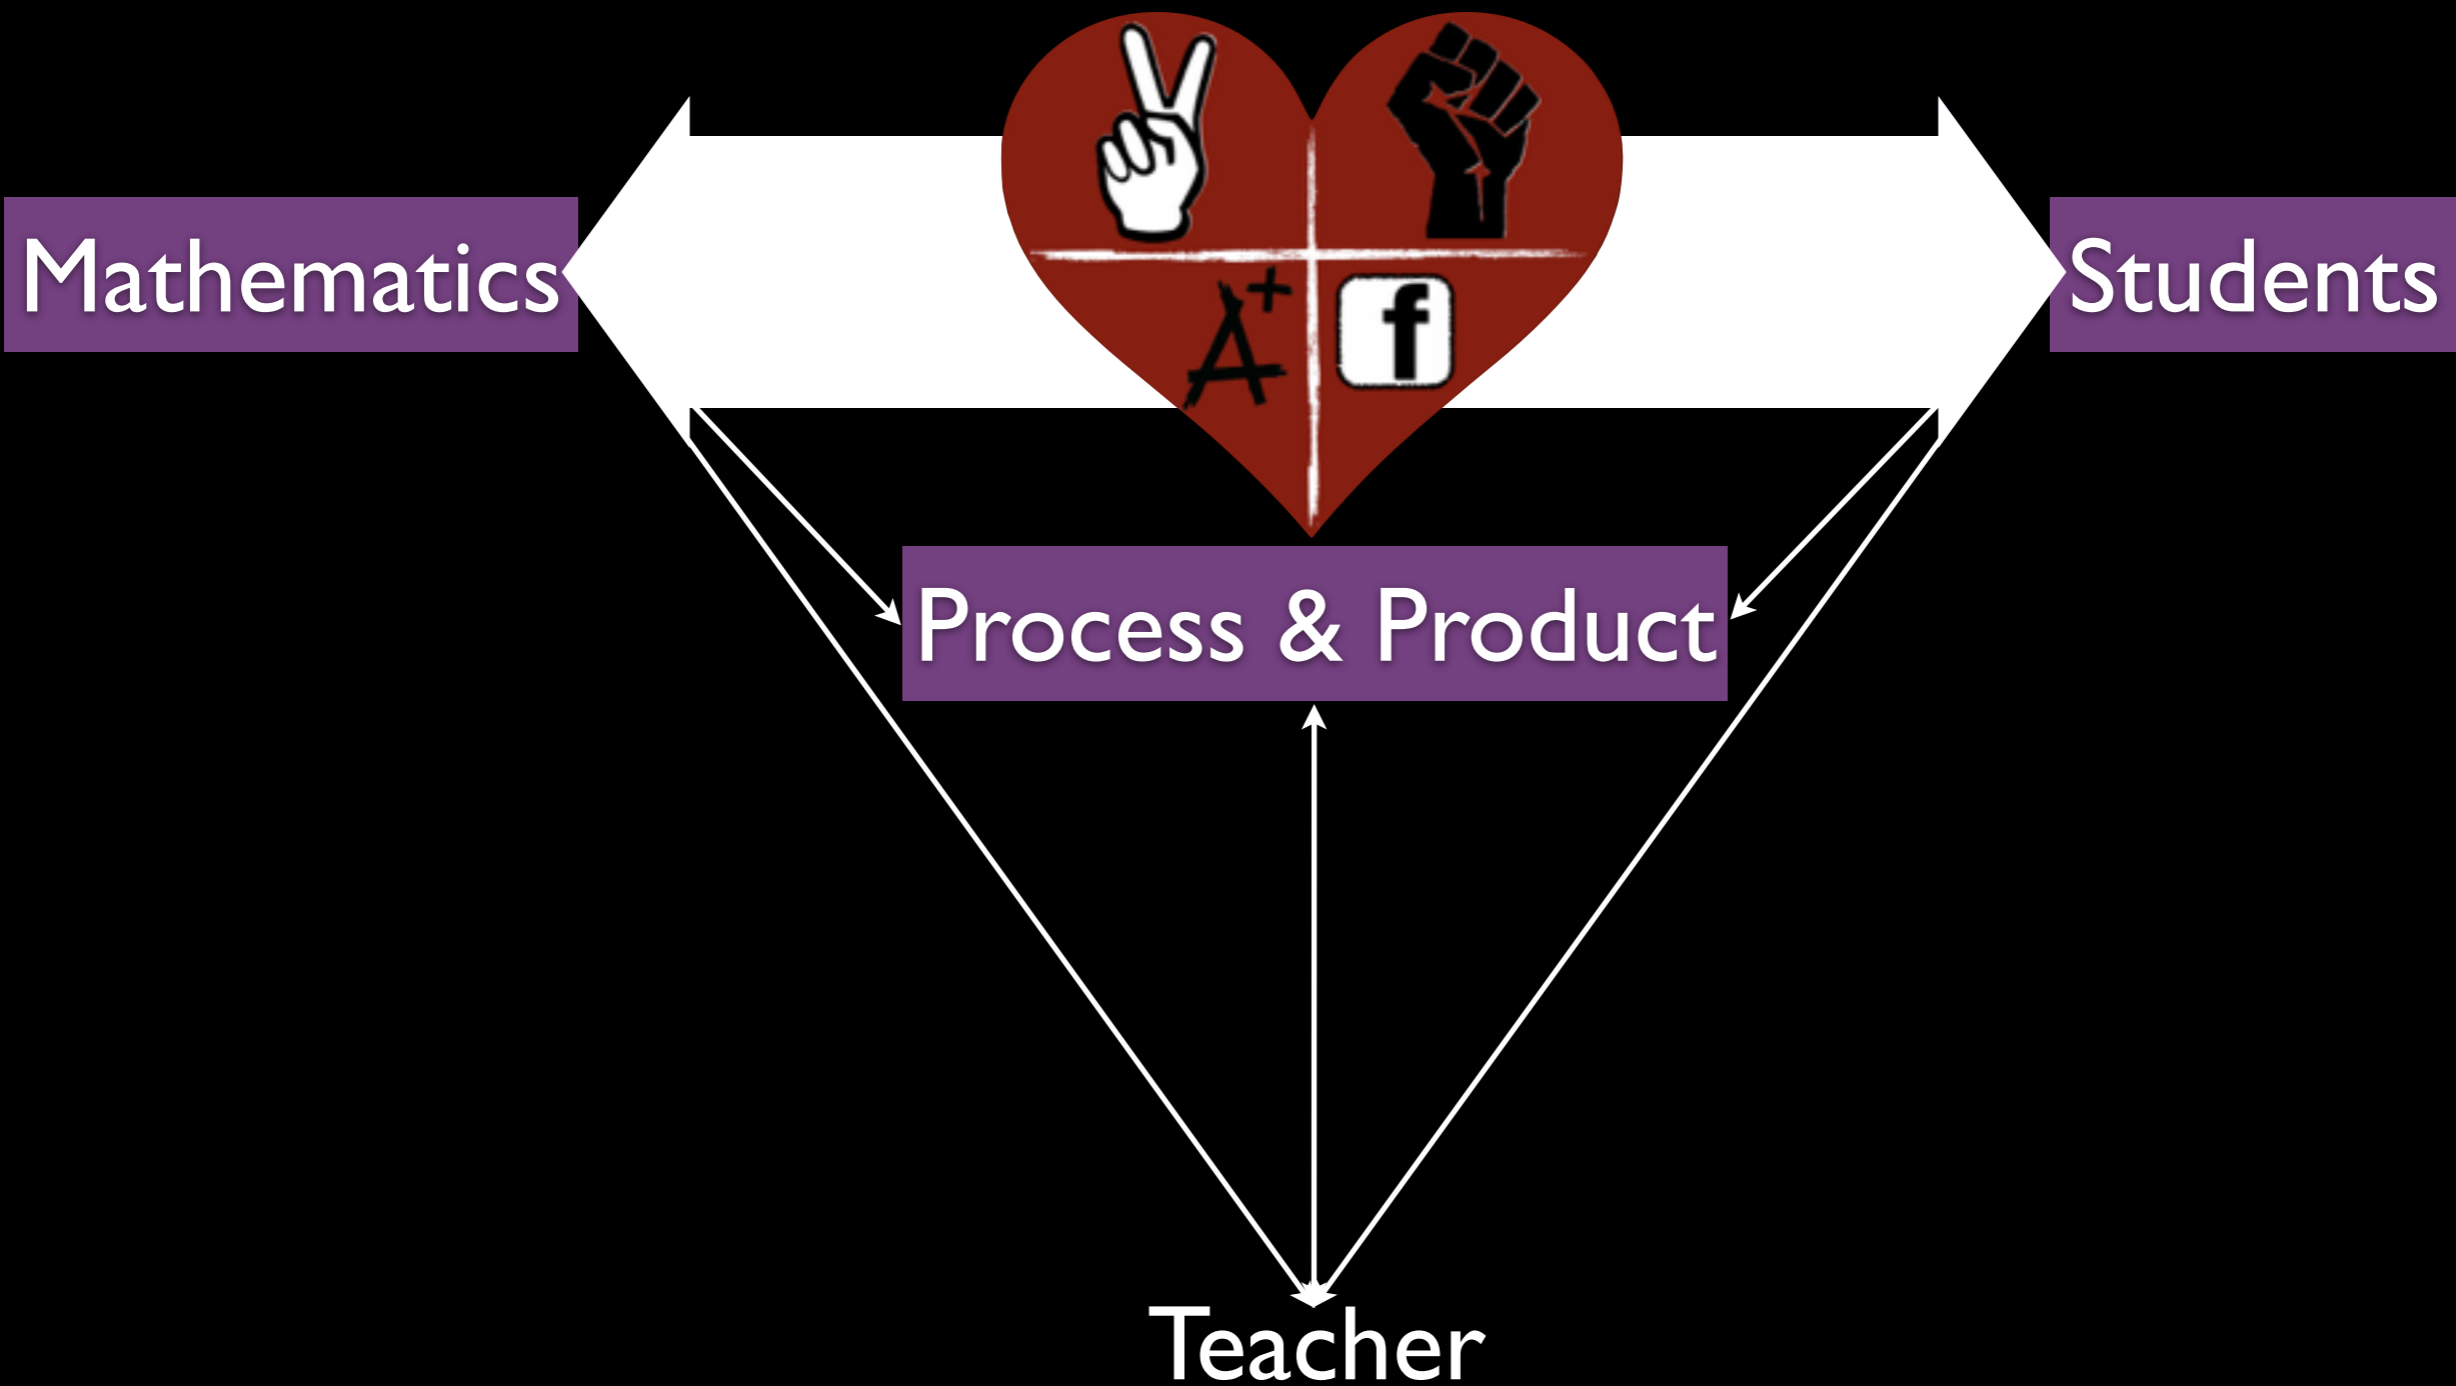 Mathematics
Students
A+
f
Process & Product
Teacher